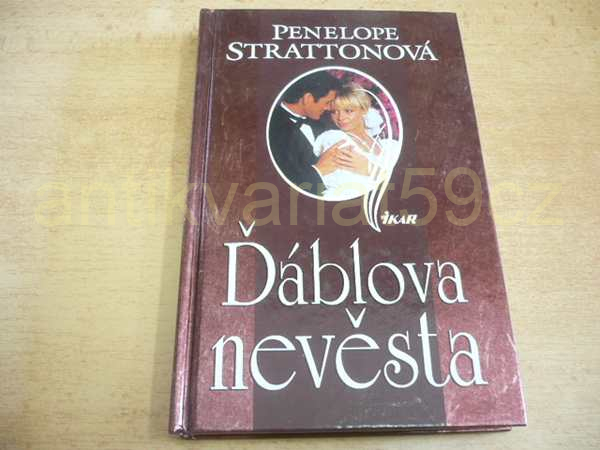 PENELOPE
STRATTONOVÁ
IKAR
antikvariat59.cz
Ďáblova
nevěsta